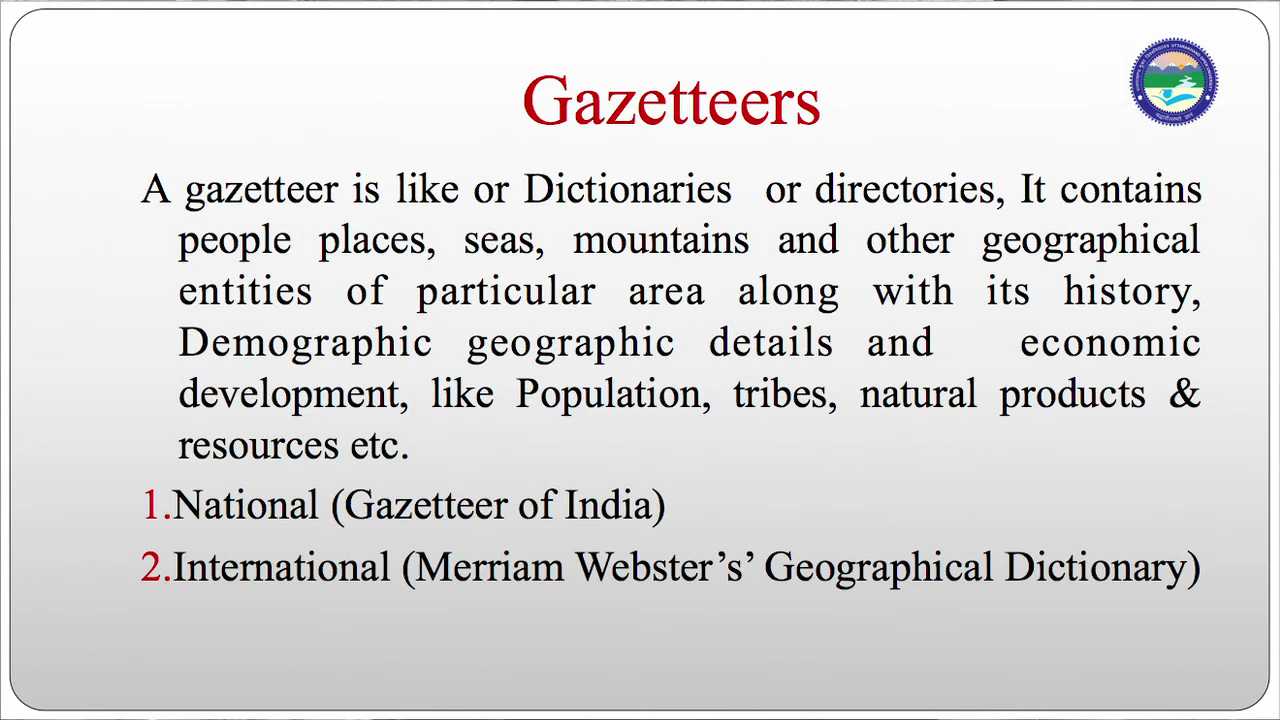 Gazetteers
A gazetteer is like or Dictionaries or directories, It contains
people places, seas, mountains and other geographical
entities of particular area along with its history,
Demographic geographic details and economic
development, like Population, tribes, natural products &
resources etc.
1.National (Gazetteer of India)
2.International (Merriam Webster’s’ Geographical Dictionary)